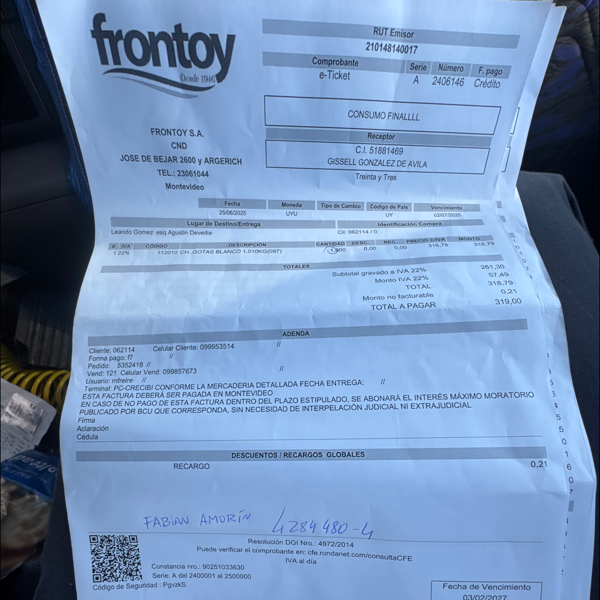 frontoy
Desde 1946
RUT Emisor
210148140017
Comprobante Serie Número F. pago
e-Ticket A 2406146 Crédito
CONSUMO FINALLLL
Receptor
C.I. 51881469
GISSELL GONZALEZ DE AVILA
Treinta y Tres
FRONTOY S.A.
CND
JOSE DE BEJAR 2600 y ARGERICH
TEL.: 23061044
Montevideo
Fecha Moneda Tipo de Cambio Código de País Vencimiento
25/06/2025 UYU UY 02/07/2025
Lugar de Destino/Entrega Identificación Compra
Leando Gomez esq Agustin Devedia Cli: 062114 / 0
# IVA CÓDIGO DESCRIPCIÓN CANTIDAD DESC. REC. PRECIO C/IVA MONTO
1 22% 112010 CH .GOTAS BLANCO 1.010KG(097) 0,00 0,00 318,78 318,79
TOTALES
Subtotal gravado a IVA 22% 261,30
Monto IVA 22% 57,49
TOTAL 318,79
Monto no facturable 0,21
TOTAL A PAGAR 319,00
ADENDA
Cliente: 062114 Celular Cliente: 099953514 //
Forma pago: f7 //
Pedido: 5352418 //
Vend: 121 Celular Vend: 099857673 //
Usuario: mfreire //
Terminal: PC-CRECIBI CONFORME LA MERCADERIA DETALLADA FECHA ENTREGA: //
ESTA FACTURA DEBERÁ SER PAGADA EN MONTEVIDEO
EN CASO DE NO PAGO DE ESTA FACTURA DENTRO DEL PLAZO ESTIPULADO, SE ABONARÁ EL INTERÉS MÁXIMO MORATORIO
PUBLICADO POR BCU QUE CORRESPONDA, SIN NECESIDAD DE INTERPELACIÓN JUDICIAL NI EXTRAJUDICIAL
Firma
Aclaración
Cédula
DESCUENTOS / RECARGOS GLOBALES
RECARGO 0,21
FABIAN AMORÍN 4284480-4
Resolución DGI Nro.: 4972/2014
Puede verificar el comprobante en: cfe.rondanet.com/consultaCFE
IVA al día
Constancia nro.: 90251033630
Serie: A del 2400001 al 2500000
Código de Seguridad : PgvzkS
Fecha de Vencimiento
03/02/2027